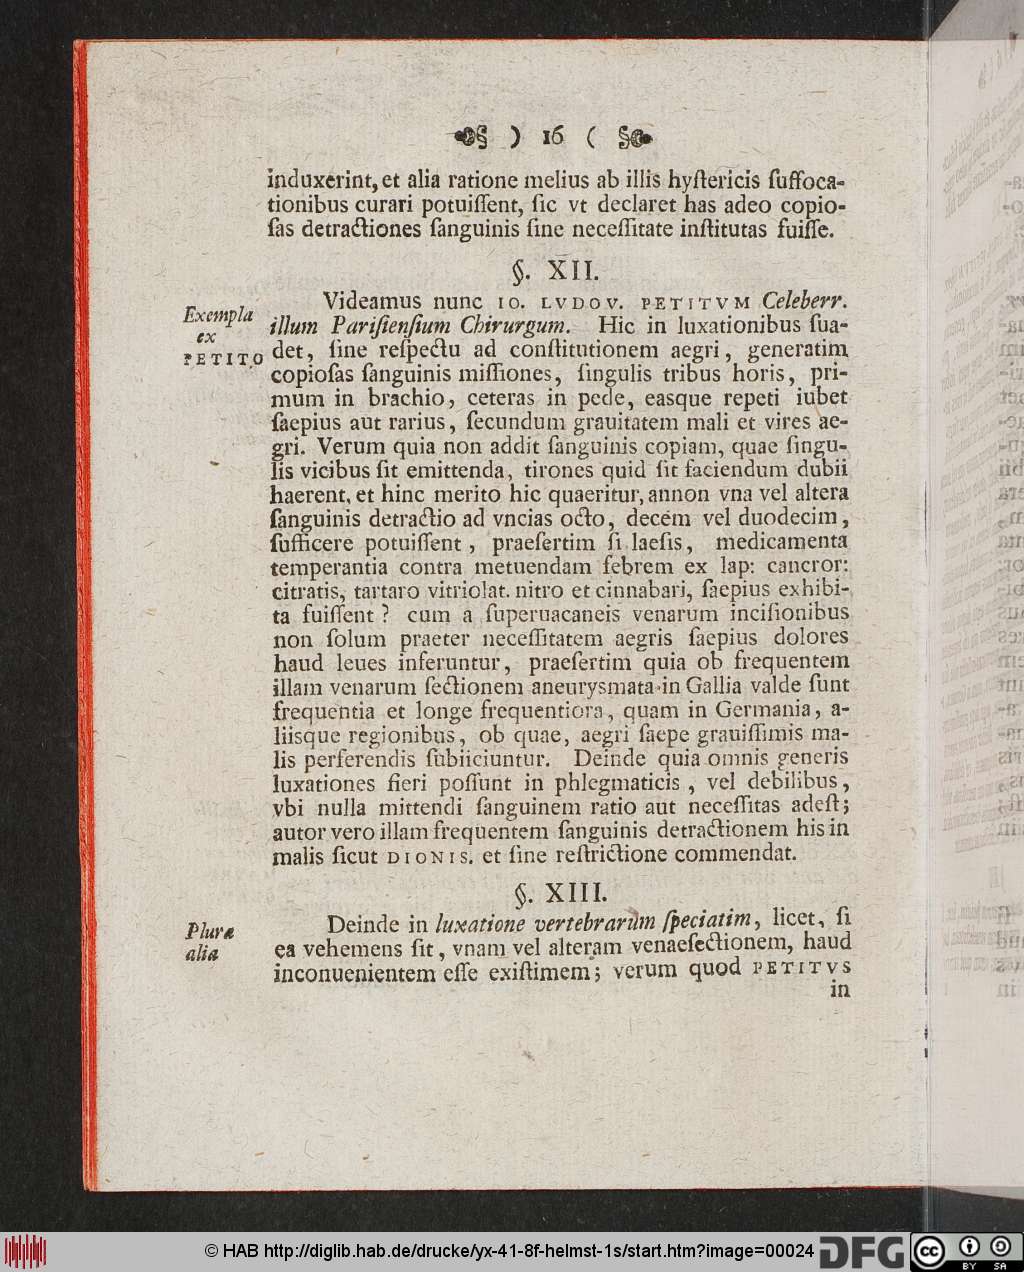 § ) 16 ( §
induxerint, et alia ratione melius ab illis hyſtericis ſuffoca-
tionibus curari potuiſſent, ſic vt declaret has adeo copio-
ſas detractiones ſanguinis ſine neceſſitate inſtitutas fuiſſe.
§. XII.
Exempla
ex
PETITO
Videamus nunc IO. LVDOV. PETITVM Celeberr.
illum Pariſienſium Chirurgum. Hic in luxationibus ſua-
det, ſine reſpectu ad conſtitutionem aegri, generatim
copioſas ſanguinis miſſiones, ſingulis tribus horis, pri-
mum in brachio, ceteras in pede, easque repeti iubet
ſaepius aut rarius, ſecundum grauitatem mali et vires ae-
gri. Verum quia non addit ſanguinis copiam, quae ſingu-
lis vicibus ſit emittenda, tirones quid ſit faciendum dubii
haerent, et hinc merito hic quaeritur, annon vna vel altera
ſanguinis detractio ad vncias octo, decem vel duodecim,
ſufficere potuiſſent, praeſertim ſi laeſis, medicamenta
temperantia contra metuendam febrem ex lap: cancror:
citratis, tartaro vitriolat. nitro et cinnabari, ſaepius exhibi-
ta fuiſſent? cum a ſuperuacaneis venarum inciſionibus
non ſolum praeter neceſſitatem aegris ſaepius dolores
haud leues inferuntur, praeſertim quia ob frequentem
illam venarum ſectionem aneurysmata in Gallia valde ſunt
frequentia et longe frequentiora, quam in Germania, a-
liisque regionibus, ob quae, aegri ſaepe grauiſſimis ma-
lis perferendis ſubiiciuntur. Deinde quia omnis generis
luxationes fieri poſſunt in phlegmaticis, vel debilibus,
vbi nulla mittendi ſanguinem ratio aut neceſſitas adeſt;
autor vero illam frequentem ſanguinis detractionem his in
malis ſicut DIONIS. et ſine reſtrictione commendat.
§. XIII.
Plura
alia
Deinde in luxatione vertebrarum ſpeciatim, licet, ſi
ea vehemens ſit, vnam vel alteram venaeſectionem, haud
inconuenientem eſſe exiſtimem; verum quod PETITVS
in
© HAB http://diglib.hab.de/drucke/yx-41-8f-helmst-1s/start.htm?image=00024
DFG
cc BY SA